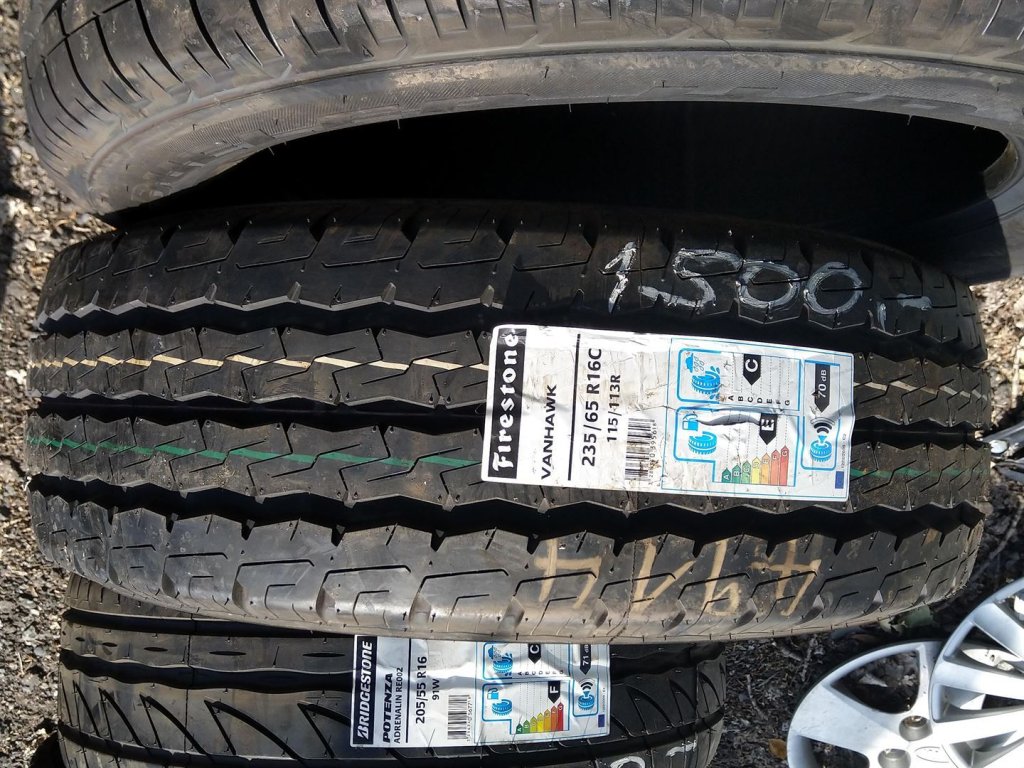 1.500.-
Firestone
VANHAWK
235/65 R16C
115/113R
C
A B C D E F G
E
A B C D E F G
70 dB
BRIDGESTONE
POTENZA
ADRENALIN RE002
205/55 R16
91W
C
F
71 dB